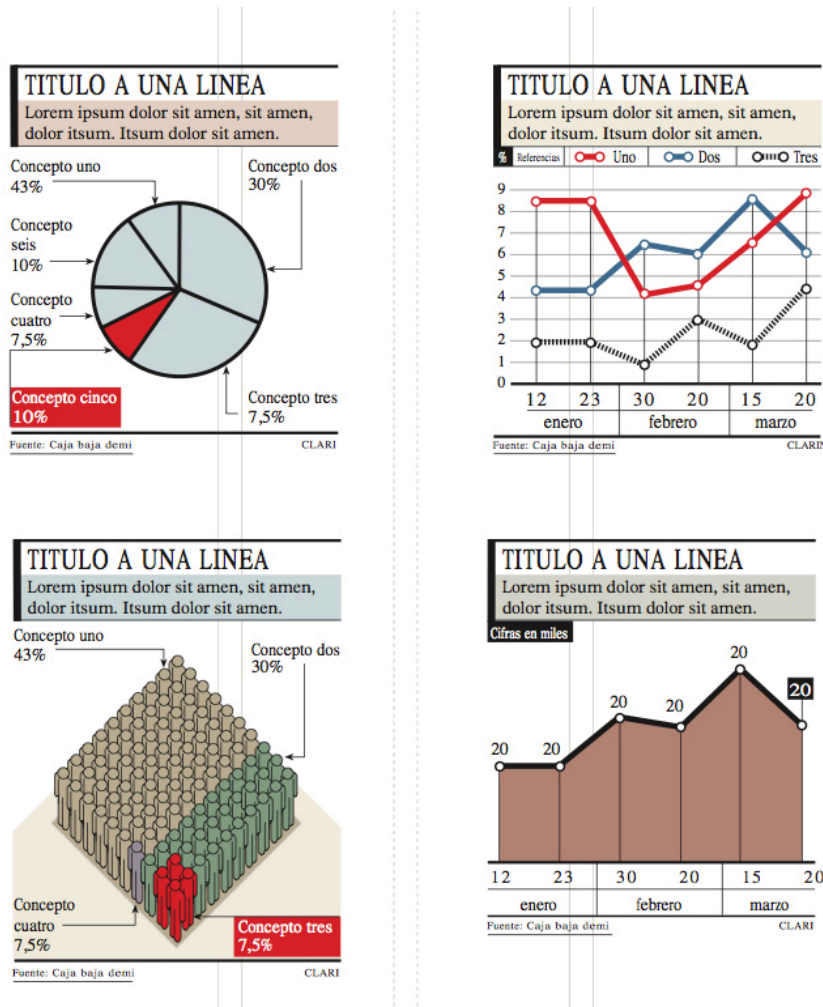 TITULO A UNA LINEA
Lorem ipsum dolor sit amen, sit amen,
dolor itsum. Itsum dolor sit amen.
Concepto uno
43%
Concepto dos
30%
Concepto
seis
10%
Concepto
cuatro
7,5%
Concepto cinco
10%
Concepto tres
7,5%
Fuente: Caja baja demi
CLARI
TITULO A UNA LINEA
Lorem ipsum dolor sit amen, sit amen,
dolor itsum. Itsum dolor sit amen.
% Referencias Uno Dos Tres
9
8
7
6
5
4
3
2
1
0
12 23 30 20 15 20
enero febrero marzo
Fuente: Caja baja demi
CLARIN
TITULO A UNA LINEA
Lorem ipsum dolor sit amen, sit amen,
dolor itsum. Itsum dolor sit amen.
Concepto uno
43%
Concepto dos
30%
Concepto
cuatro
7,5%
Concepto tres
7,5%
Fuente: Caja baja demi
CLARI
TITULO A UNA LINEA
Lorem ipsum dolor sit amen, sit amen,
dolor itsum. Itsum dolor sit amen.
Cifras en miles
20 20 20 20 20 20
12 23 30 20 15 20
enero febrero marzo
Fuente: Caja baja demi
CLARI